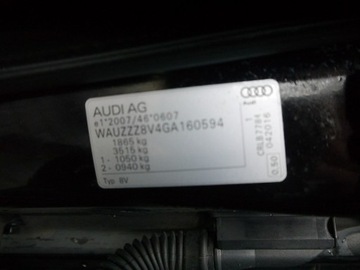 AUDI AG
e1*2007/46*0607
WAUZZZ8V4GA160594
1865 kg
3515 kg
1- 1050 kg
2- 0940 kg
Typ: 8V
Audi
1
CRLB7784
042016
0,50